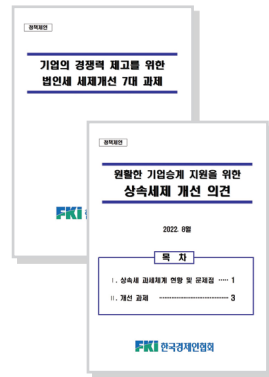 정책제안
기업의 경쟁력 제고를 위한
법인세 세제개선 7대 과제
FKI
정책제안
원활한 기업승계 지원을 위한
상속세제 개선 의견
2022. 8월
목 차
Ⅰ. 상속세 과세체계 현황 및 문제점 ····· 1
Ⅱ. 개선 과제 ································ 3
FKI 한국경제인협회